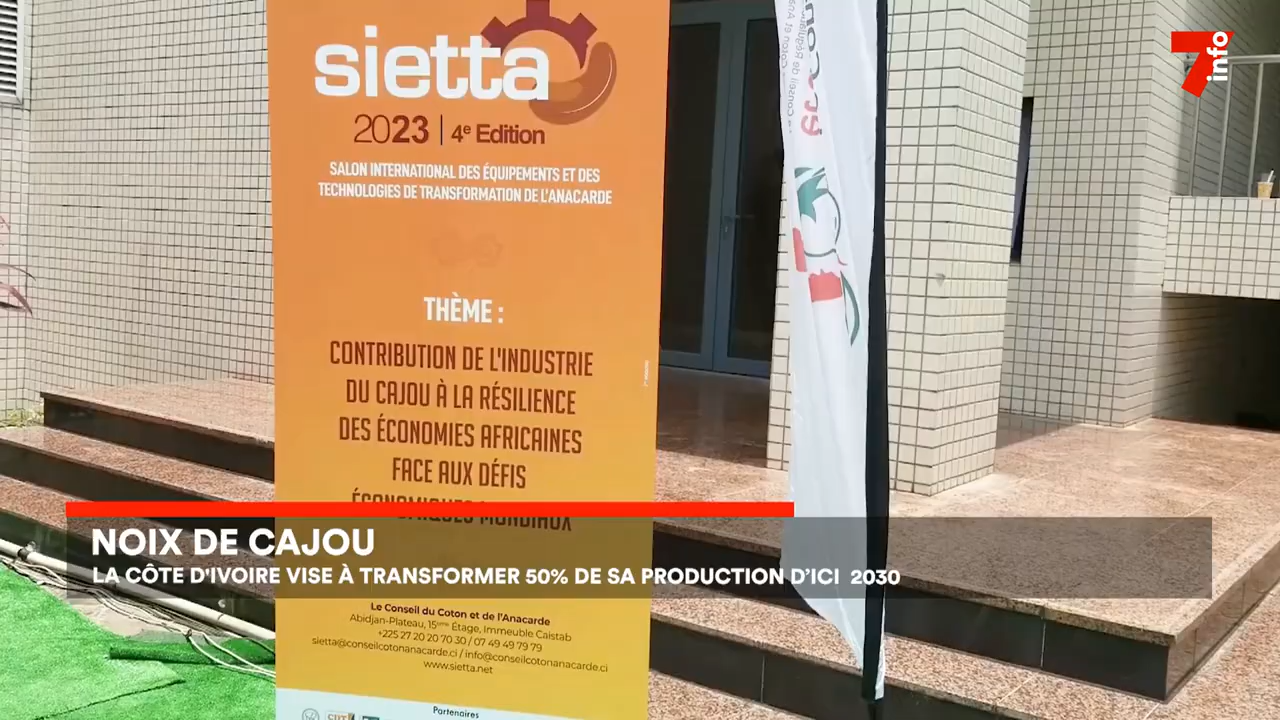 sietta
2023 | 4e Edition
SALON INTERNATIONAL DES ÉQUIPEMENTS ET DES
TECHNOLOGIES DE TRANSFORMATION DE L'ANACARDE
THÈME :
CONTRIBUTION DE L'INDUSTRIE
DU CAJOU À LA RÉSILIENCE
DES ÉCONOMIES AFRICAINES
FACE AUX DÉFIS
ÉCONOMIQUES MONDIAUX
7 info
NOIX DE CAJOU
LA CÔTE D'IVOIRE VISE À TRANSFORMER 50% DE SA PRODUCTION D'ICI 2030
Le Conseil du Coton et de l'Anacarde
Abidjan-Plateau, 15ème Étage, Immeuble Caistab
+225 27 20 20 70 30 / 07 49 49 79 79
sietta@conseilcotonanacarde.ci / info@conseilcotonanacarde.ci
www.sietta.net
Partenaires